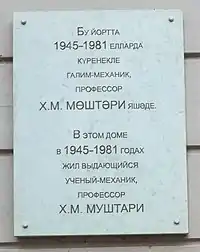 Бу йортта
1945-1981 елларда
күренекле
галим-механик,
профессор
Х.М. Мөштәри яшәде.
В этом доме
в 1945-1981 годах
жил выдающийся
ученый-механик,
профессор
Х.М. Муштари